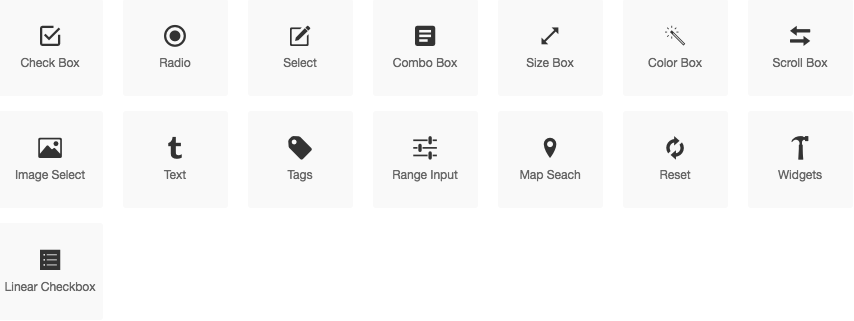 Check Box
Radio
Select
Combo Box
Size Box
Color Box
Scroll Box
Image Select
Text
Tags
Range Input
Map Seach
Reset
Widgets
Linear Checkbox